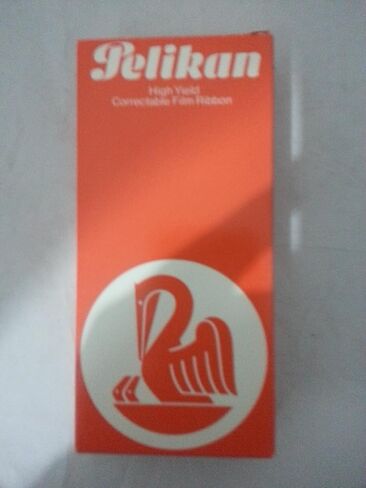 Pelikan
High Yield
Correctable Film Ribbon